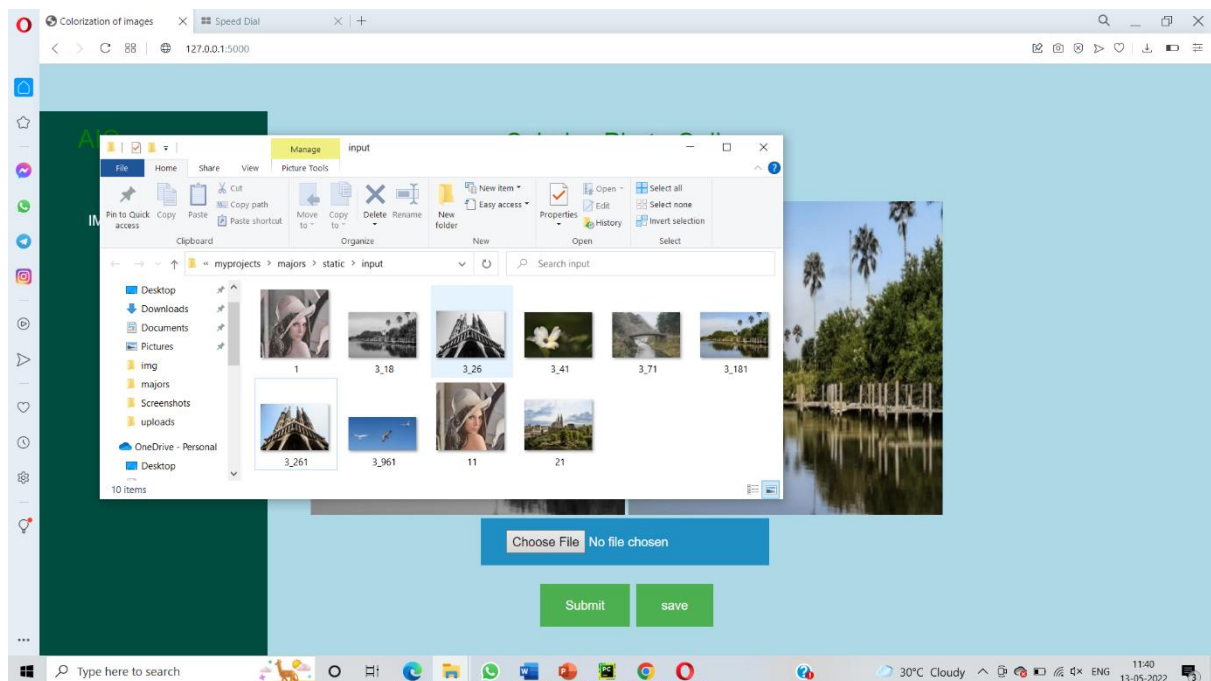 Colorization of images
Speed Dial
127.0.0.1:5000
Manage
input
File
Home
Share
View
Picture Tools
Pin to Quick
access
Copy
Paste
Cut
Copy path
Paste shortcut
Move
to
Copy
to
Delete
Rename
New
folder
New item
Easy access
Properties
Open
Edit
History
Select all
Select none
Invert selection
Clipboard
Organize
New
Open
Select
« myprojects > majors > static > input
Search input
Desktop
Downloads
Documents
Pictures
img
majors
Screenshots
uploads
OneDrive - Personal
Desktop
1
3_18
3_26
3_41
3_71
3_181
3_261
3_961
11
21
10 items
Choose File No file chosen
Submit
save
Type here to search
30°C Cloudy
ENG
11:40
13-05-2022
3